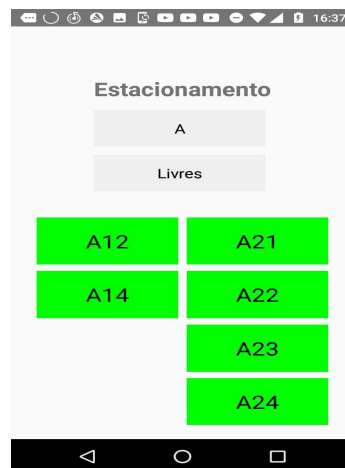 16:37
Estacionamento
A
Livres
A12 A21
A14 A22
A23
A24